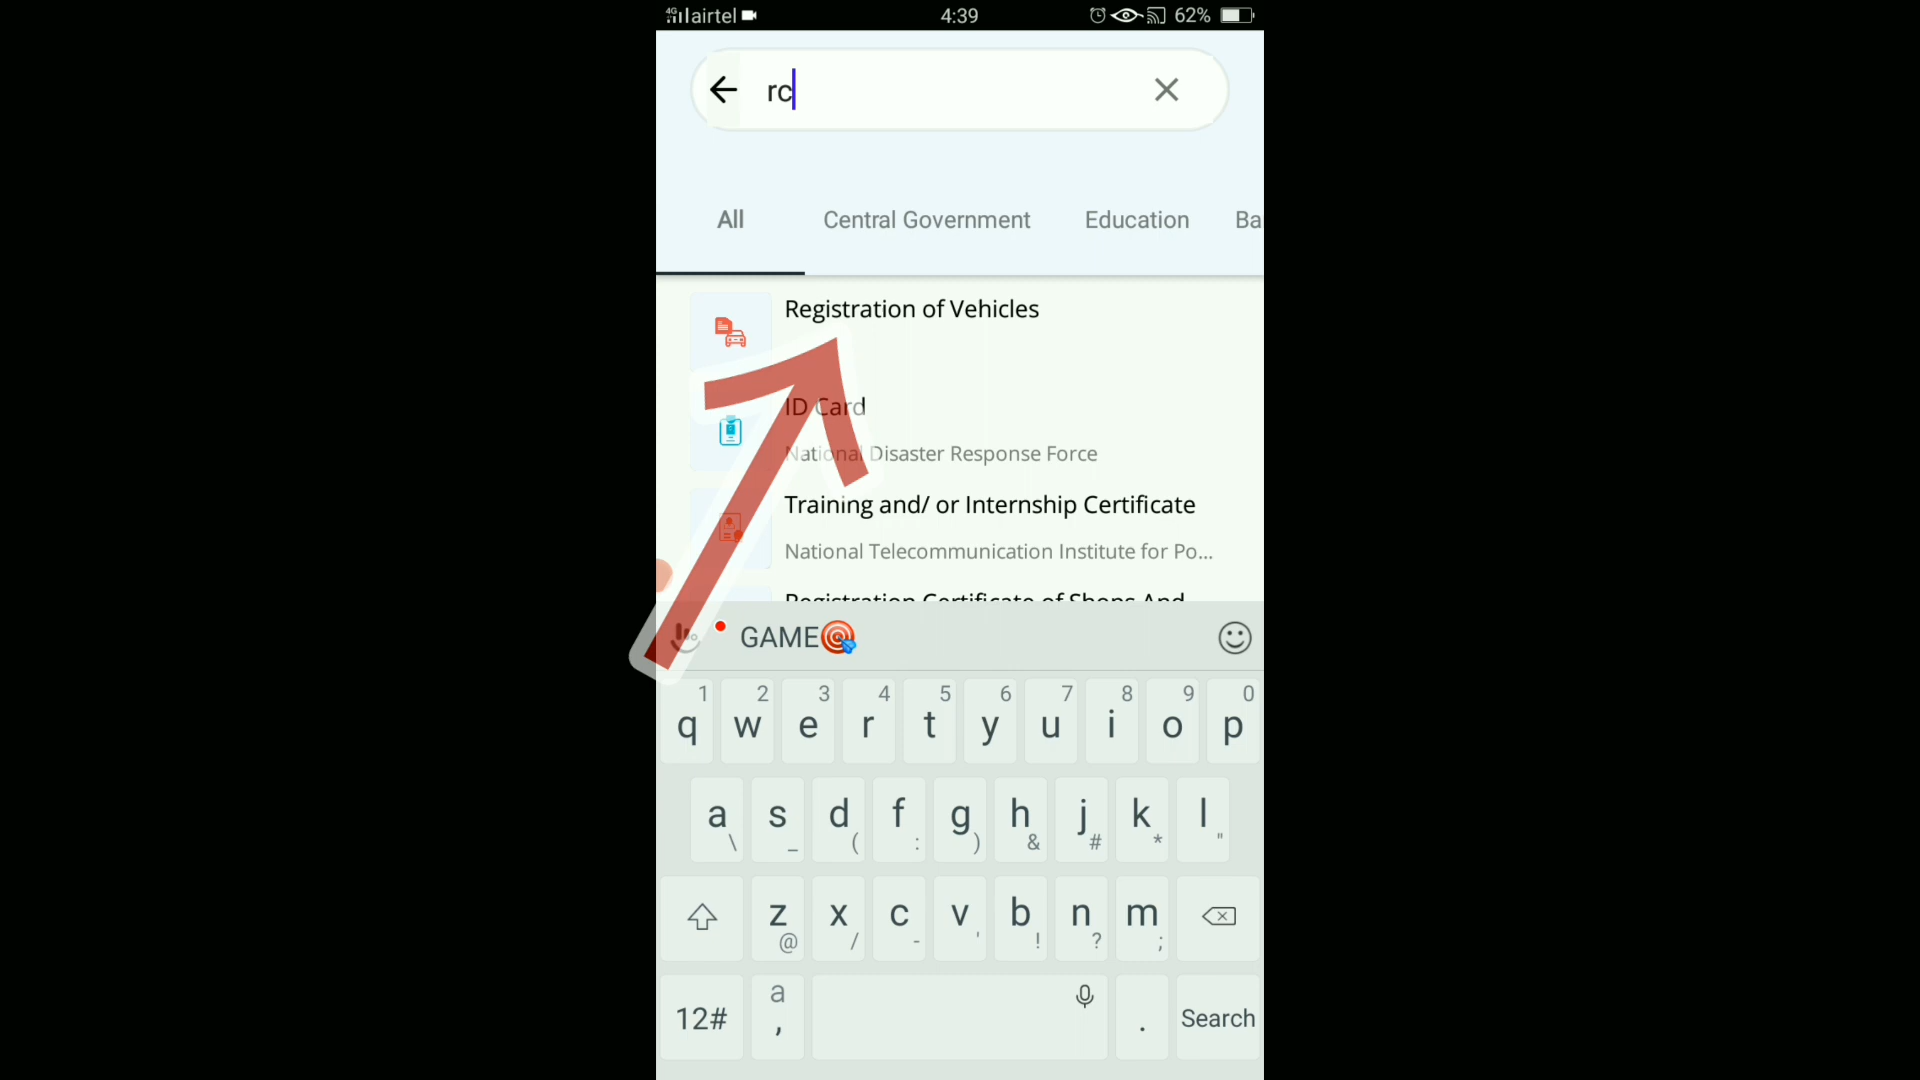 4G airtel 4:39 62%
rc
All Central Government Education Ba
Registration of Vehicles
ID Card
National Disaster Response Force
Training and/ or Internship Certificate
National Telecommunication Institute for Po...
Registration Certificate of Shops And
GAME
1 2 3 4 5 6 7 8 9 0
q w e r t y u i o p
a s d f g h j k l
\ _ ( : ) & # * "
z x c v b n m
@ / - ' ! ? ;
a
12# , . Search